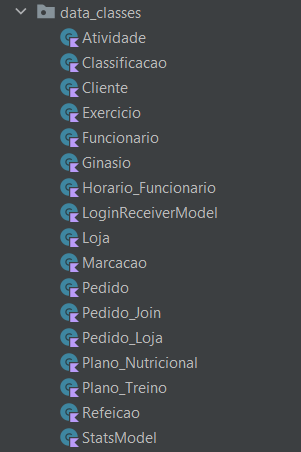 data_classes
Atividade
Classificacao
Cliente
Exercicio
Funcionario
Ginasio
Horario_Funcionario
LoginReceiverModel
Loja
Marcacao
Pedido
Pedido_Join
Pedido_Loja
Plano_Nutricional
Plano_Treino
Refeicao
StatsModel